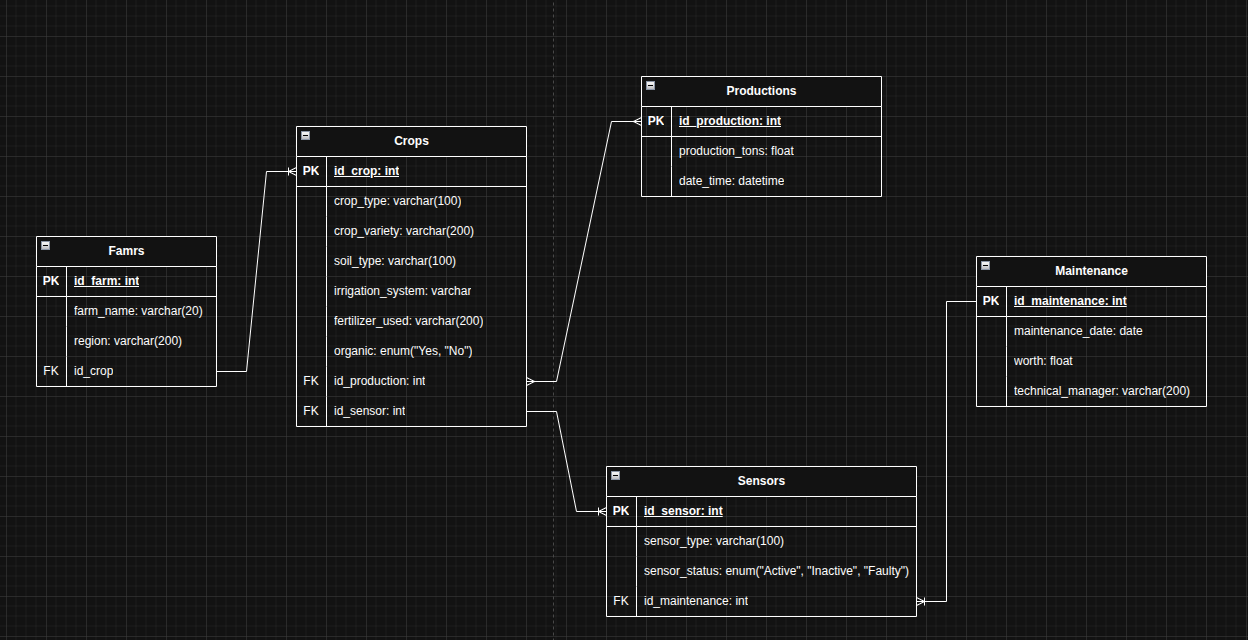 Famrs
PK id_farm: int
farm_name: varchar(20)
region: varchar(200)
FK id_crop
Crops
PK id_crop: int
crop_type: varchar(100)
crop_variety: varchar(200)
soil_type: varchar(100)
irrigation_system: varchar
fertilizer_used: varchar(200)
organic: enum("Yes, "No")
FK id_production: int
FK id_sensor: int
Productions
PK id_production: int
production_tons: float
date_time: datetime
Sensors
PK id_sensor: int
sensor_type: varchar(100)
sensor_status: enum("Active", "Inactive", "Faulty")
FK id_maintenance: int
Maintenance
PK id_maintenance: int
maintenance_date: date
worth: float
technical_manager: varchar(200)